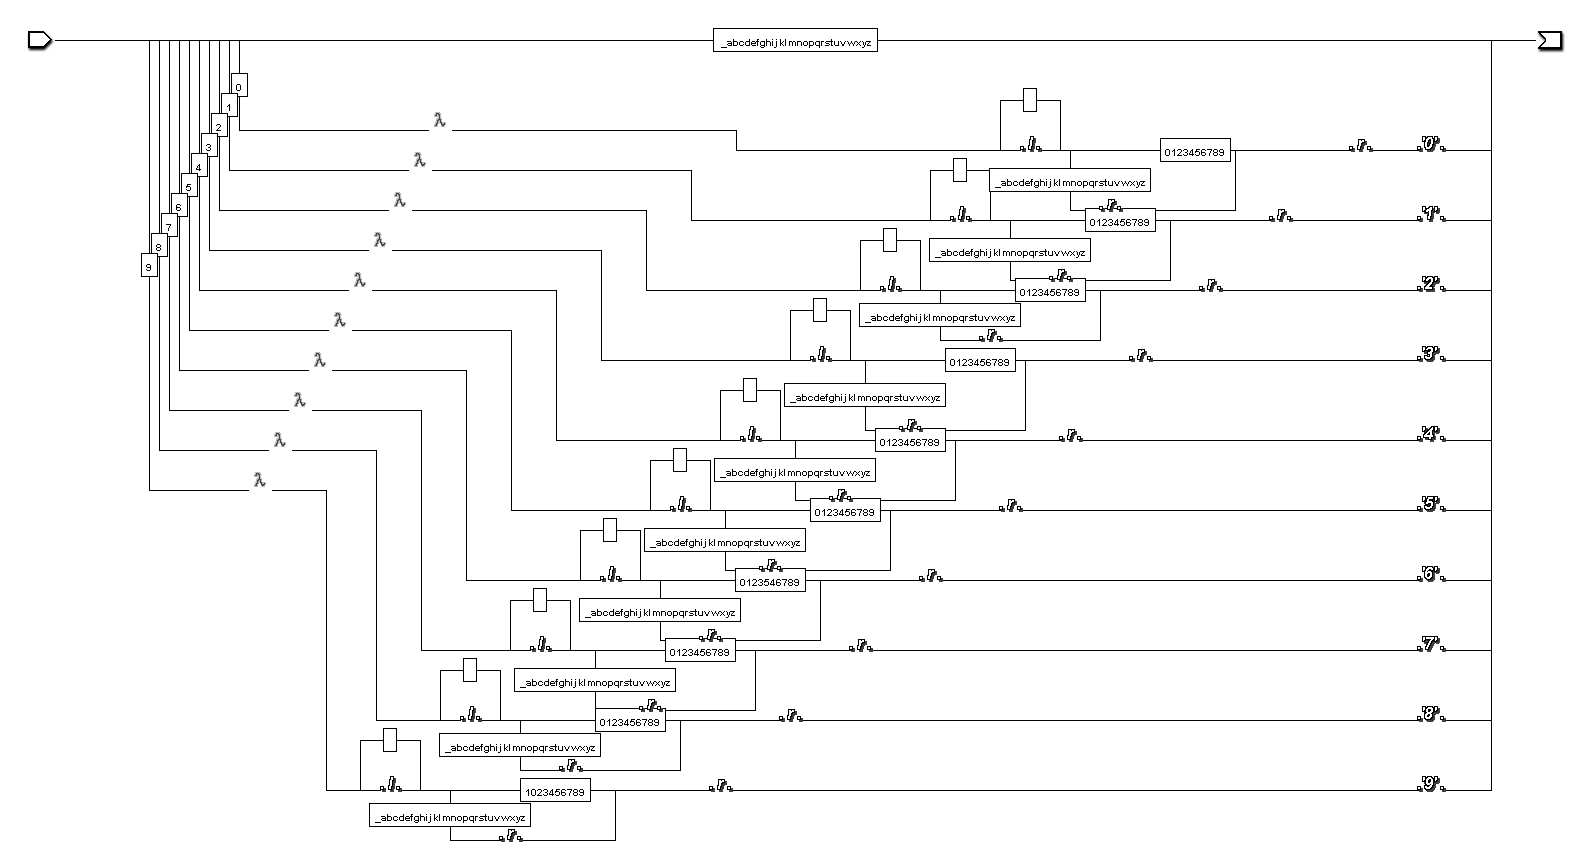 _abcdefghijklmnopqrstuvwxyz
0
1
2
3
4
5
6
7
8
9
λ
l
0123456789
r
'0'
_abcdefghijklmnopqrstuvwxyz
r
λ
l
0123456789
r
'1'
_abcdefghijklmnopqrstuvwxyz
r
λ
l
0123456789
r
'2'
_abcdefghijklmnopqrstuvwxyz
r
λ
l
0123456789
r
'3'
_abcdefghijklmnopqrstuvwxyz
r
λ
l
0123456789
r
'4'
_abcdefghijklmnopqrstuvwxyz
r
λ
l
0123456789
r
'5'
_abcdefghijklmnopqrstuvwxyz
r
λ
l
0123546789
r
'6'
_abcdefghijklmnopqrstuvwxyz
r
λ
l
0123456789
r
'7'
_abcdefghijklmnopqrstuvwxyz
r
λ
l
0123456789
r
'8'
_abcdefghijklmnopqrstuvwxyz
r
λ
l
1023456789
r
'9'
_abcdefghijklmnopqrstuvwxyz
r